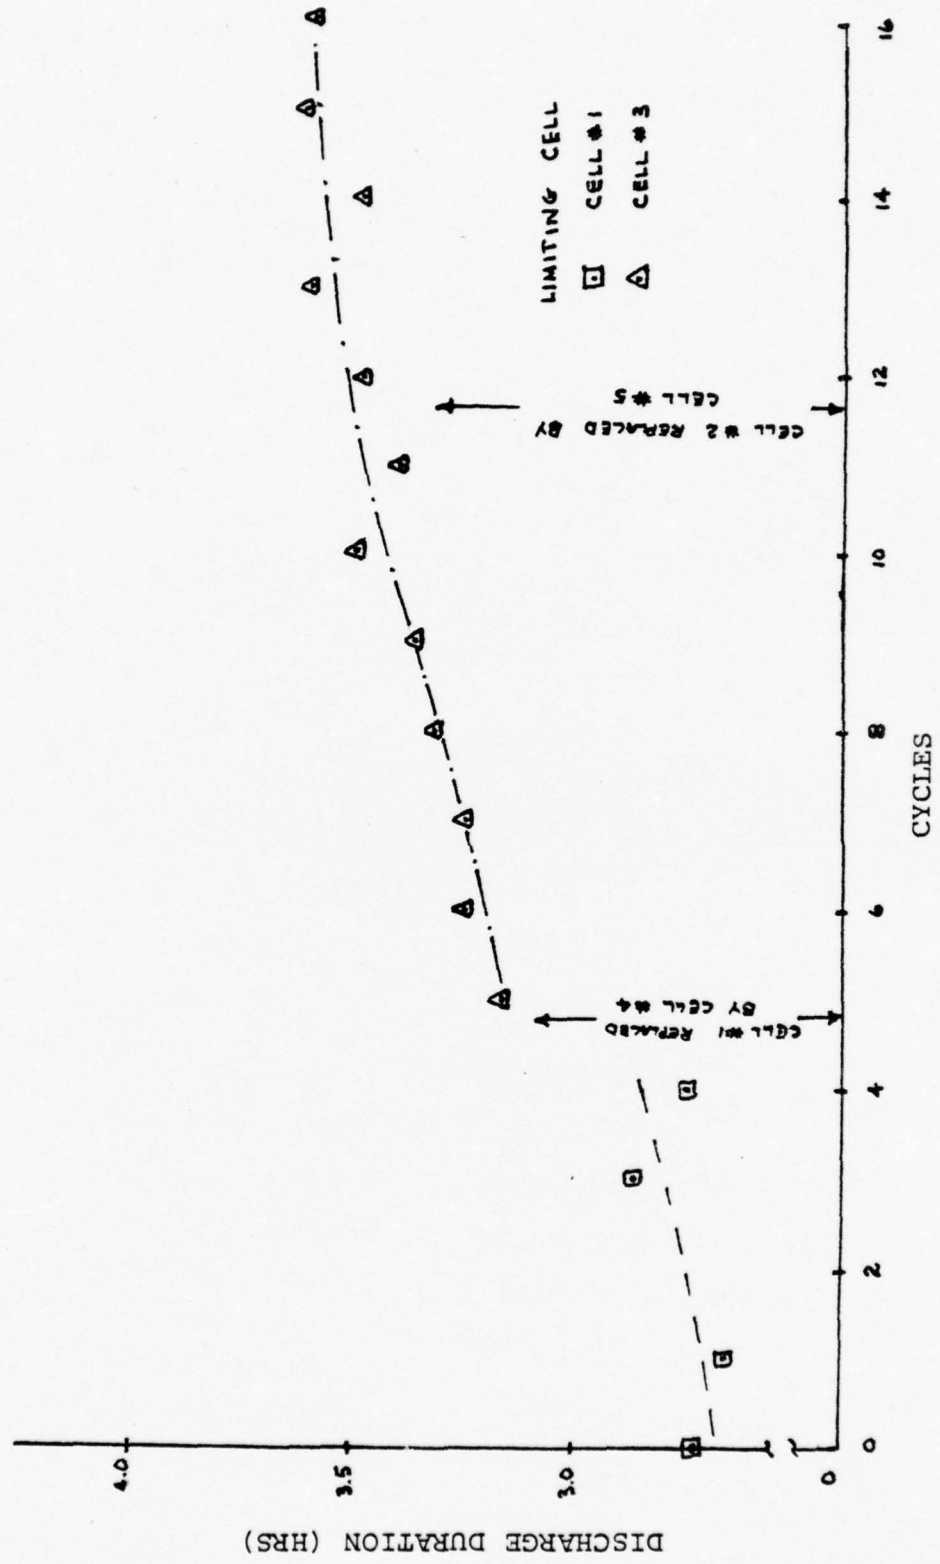 DISCHARGE DURATION (HRS)
4.0
3.5
3.0
0
LIMITING CELL
CELL #1
CELL #3
CELL #1 REPLACED
BY CELL #4
CELL #2 REPLACED BY
CELL #5
0
2
4
6
8
10
12
14
16
CYCLES